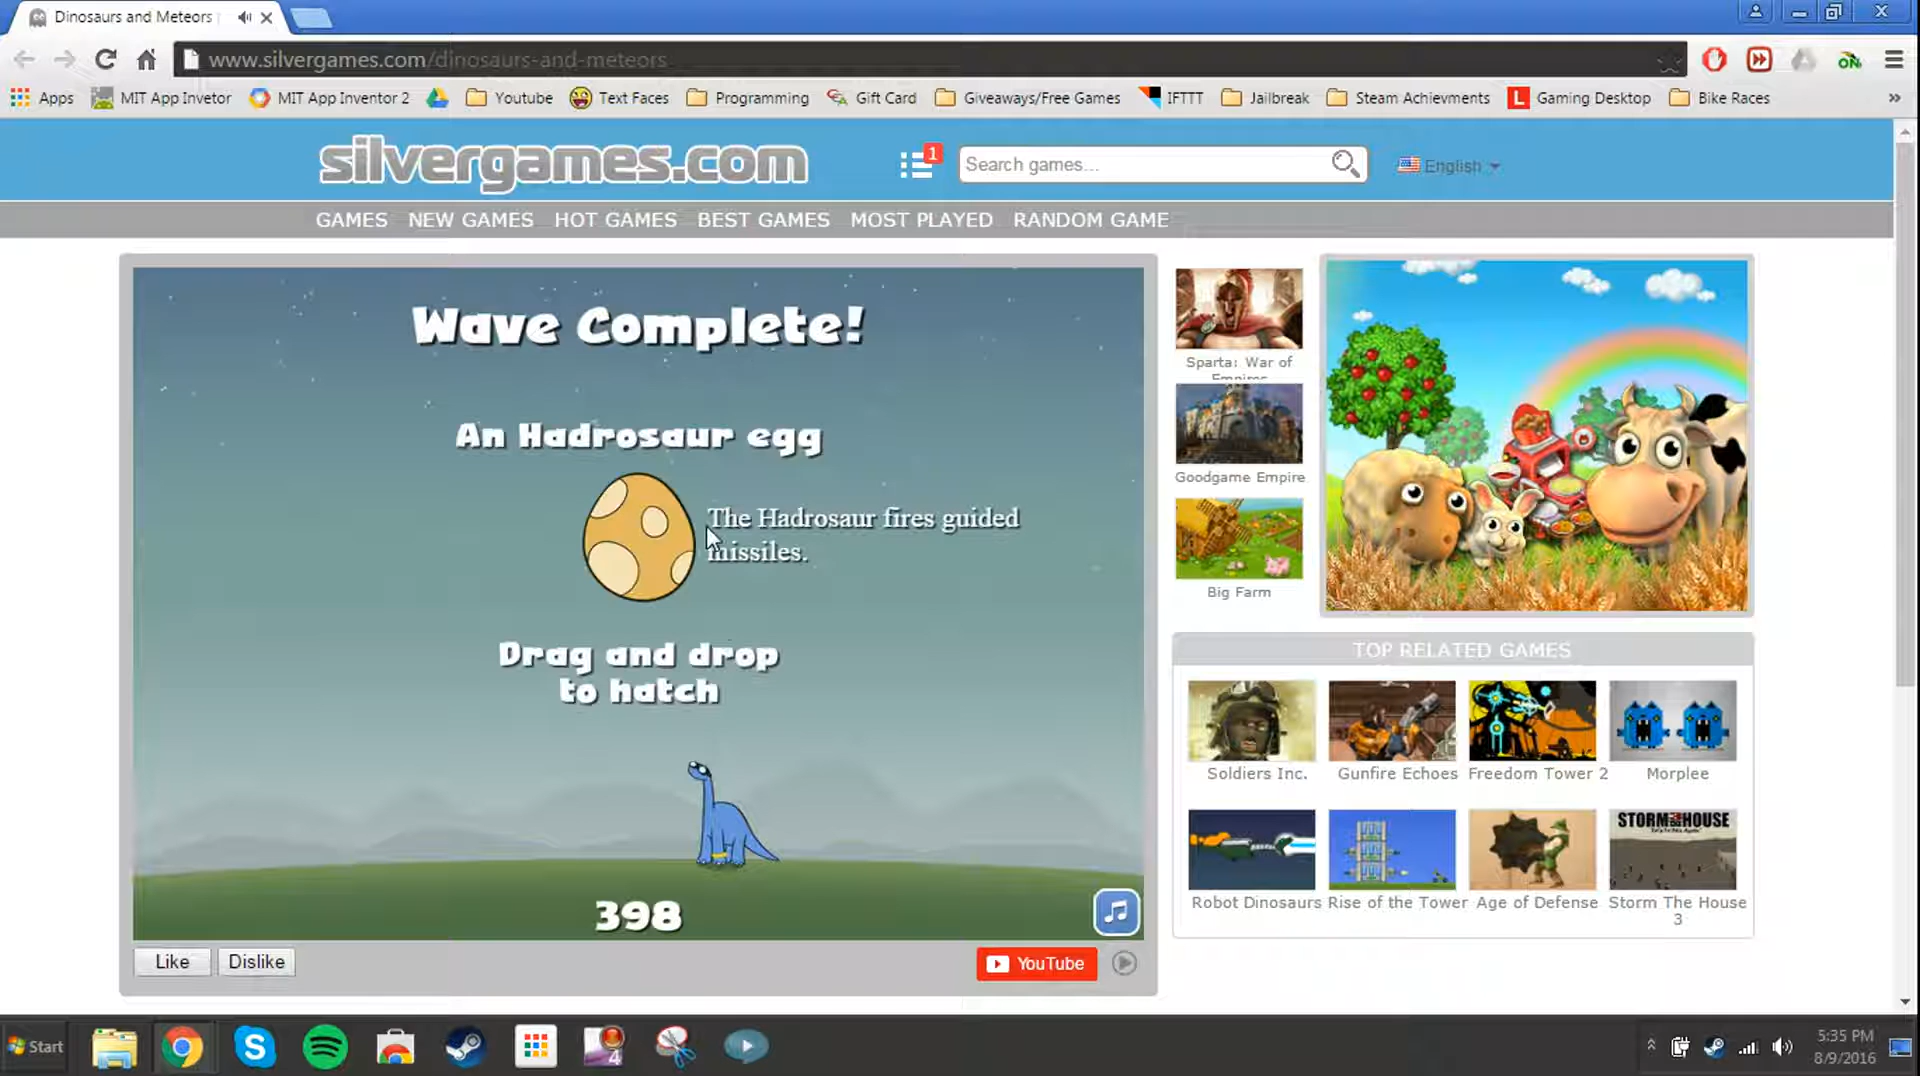 Dinosaurs and Meteors
www.silvergames.com/dinosaurs-and-meteors
ON
Apps MIT App Invetor MIT App Inventor 2 Youtube Text Faces Programming Gift Card Giveaways/Free Games IFTTT Jailbreak Steam Achievments L Gaming Desktop Bike Races »
silvergames.com
1
Search games...
English
GAMES NEW GAMES HOT GAMES BEST GAMES MOST PLAYED RANDOM GAME
Wave Complete!
An Hadrosaur egg
The Hadrosaur fires guided
missiles.
Drag and drop
to hatch
398
Like Dislike
YouTube
Sparta: War of
Empires
Goodgame Empire
Big Farm
TOP RELATED GAMES
Soldiers Inc. Gunfire Echoes Freedom Tower 2 Morplee
STORM THE HOUSE
Robot Dinosaurs Rise of the Tower Age of Defense Storm The House
3
Start
S
4
5:35 PM
8/9/2016